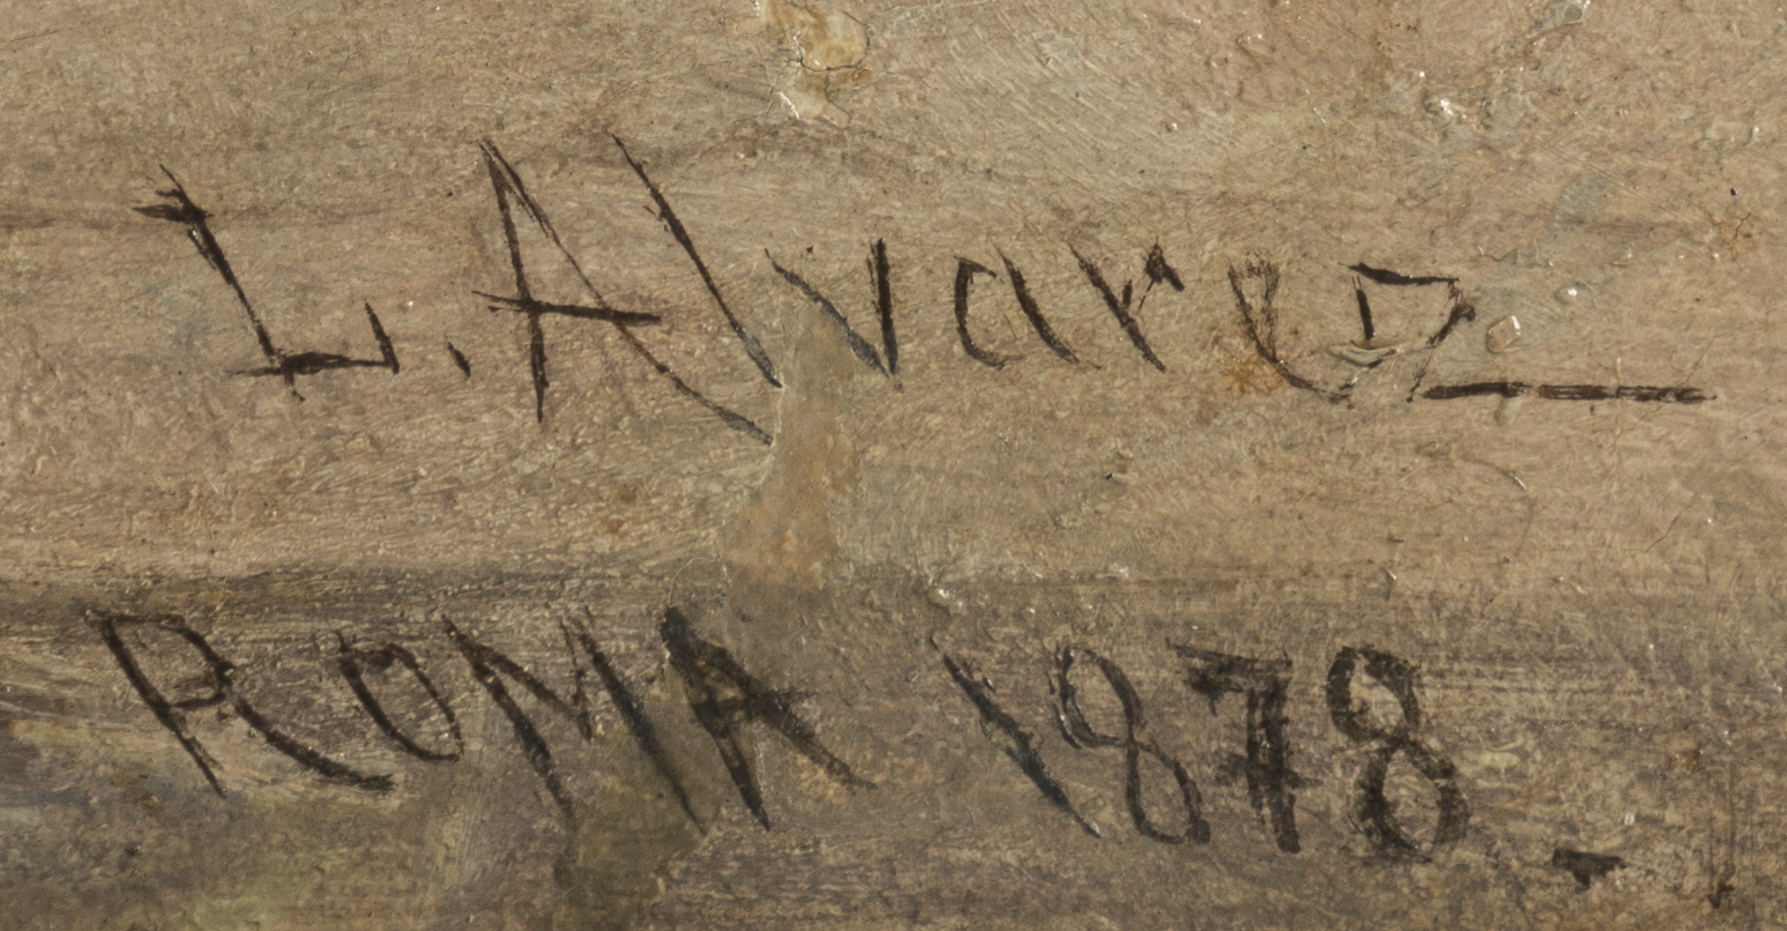 L. Alvarez
ROMA 1878.